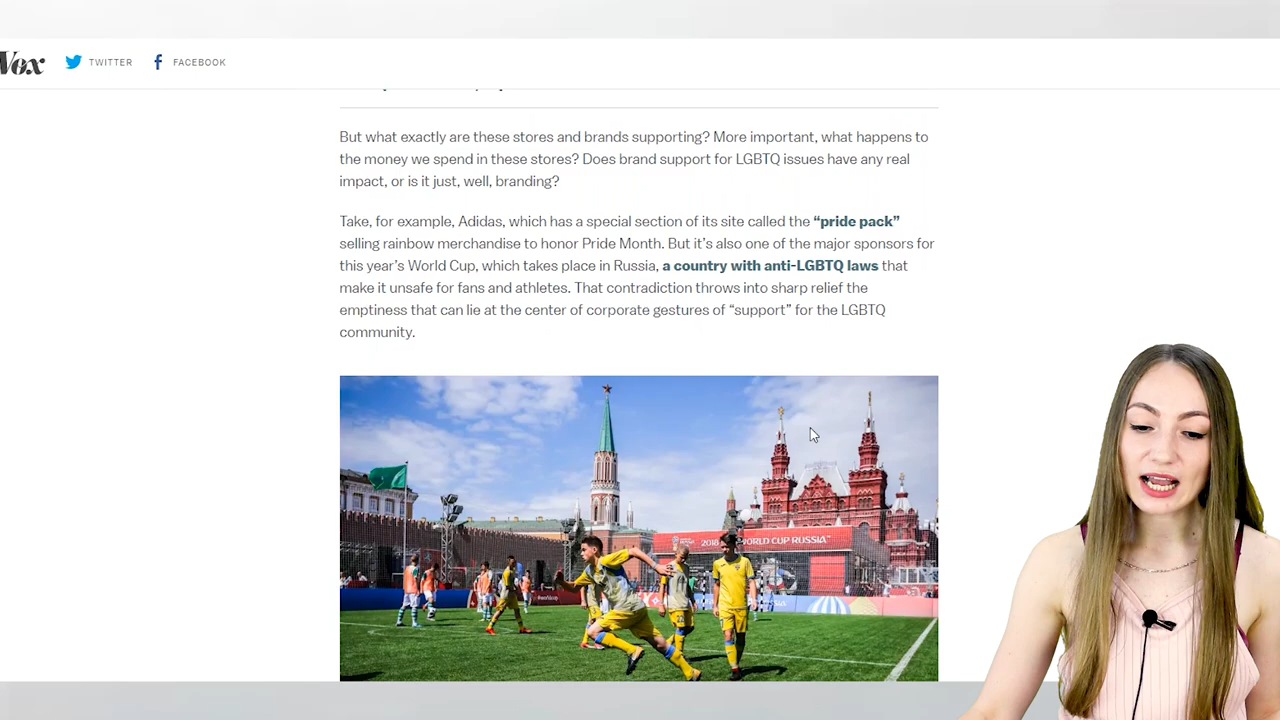 Vox TWITTER FACEBOOK
But what exactly are these stores and brands supporting? More important, what happens to
the money we spend in these stores? Does brand support for LGBTQ issues have any real
impact, or is it just, well, branding?
Take, for example, Adidas, which has a special section of its site called the “pride pack”
selling rainbow merchandise to honor Pride Month. But it’s also one of the major sponsors for
this year’s World Cup, which takes place in Russia, a country with anti-LGBTQ laws that
make it unsafe for fans and athletes. That contradiction throws into sharp relief the
emptiness that can lie at the center of corporate gestures of “support” for the LGBTQ
community.
WORLD CUP RUSSIA